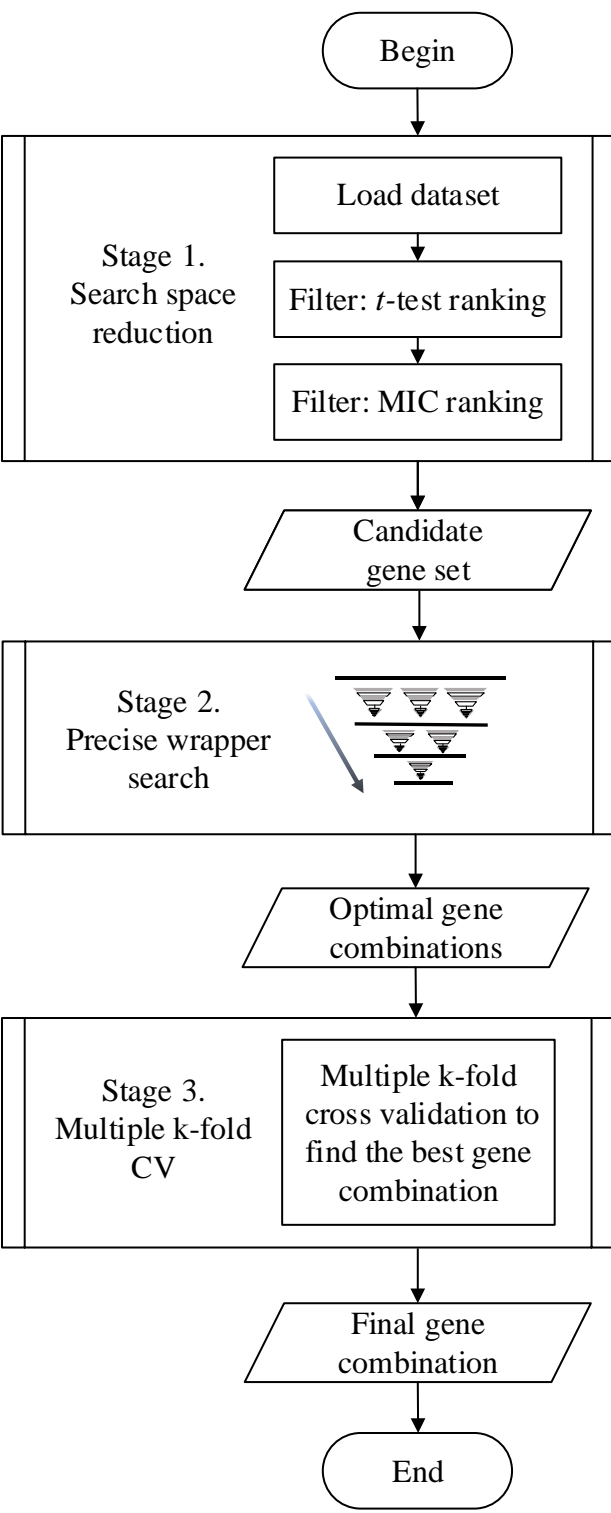 Begin
Stage 1.
Search space
reduction
Load dataset
Filter: t-test ranking
Filter: MIC ranking
Candidate
gene set
Stage 2.
Precise wrapper
search
Optimal gene
combinations
Stage 3.
Multiple k-fold
CV
Multiple k-fold
cross validation to
find the best gene
combination
Final gene
combination
End